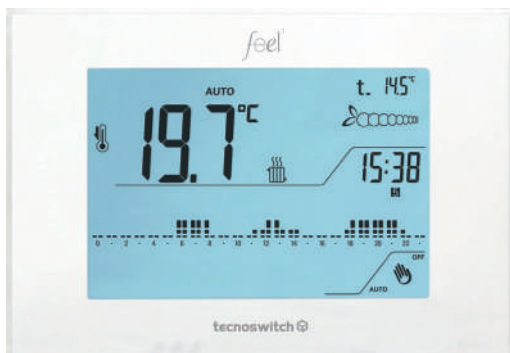 feel
AUTO
19.7°C
t. 14.5°C
15:38
5
0 - 2 - 4 - 6 - 8 - 10 - 12 - 14 - 16 - 18 - 20 - 22 -
OFF
AUTO
tecnoswitch